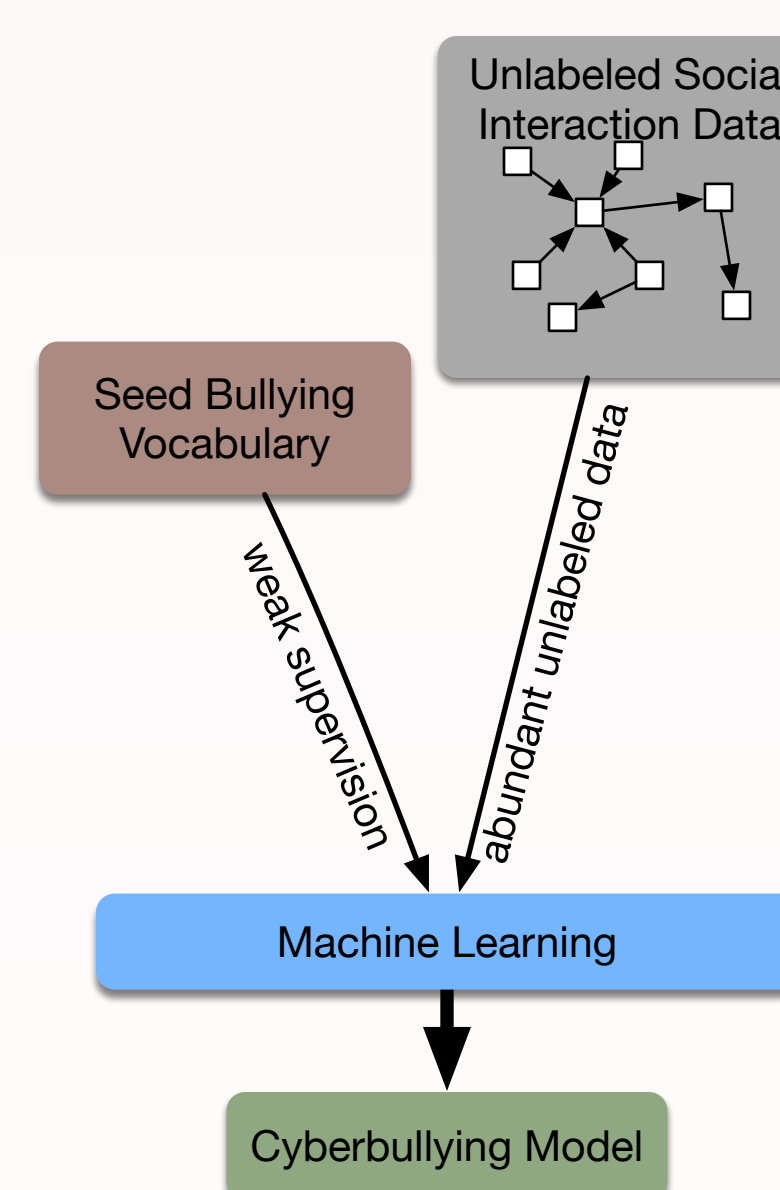 Unlabeled Socia
Interaction Data
Seed Bullying
Vocabulary
weak supervision
abundant unlabeled data
Machine Learning
Cyberbullying Model